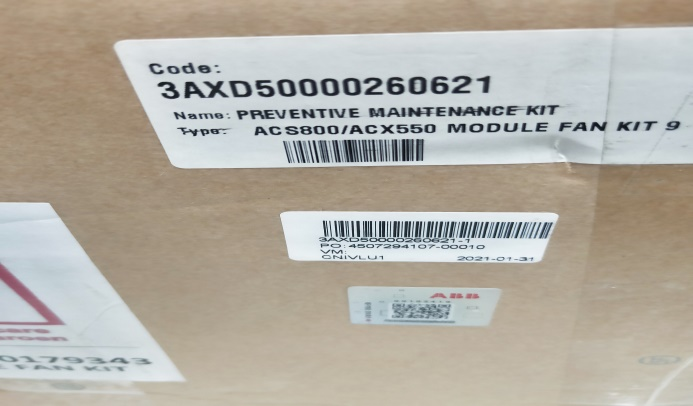 Code:
3AXD50000260621
Name: PREVENTIVE MAINTENANCE KIT
Type: ACS800/ACX550 MODULE FAN KIT 9
3AXD50000260621-1
PO: 4507294107-00010
VM:
CNIVLU1 2021-01-31
ABB
0179343
FAN KIT